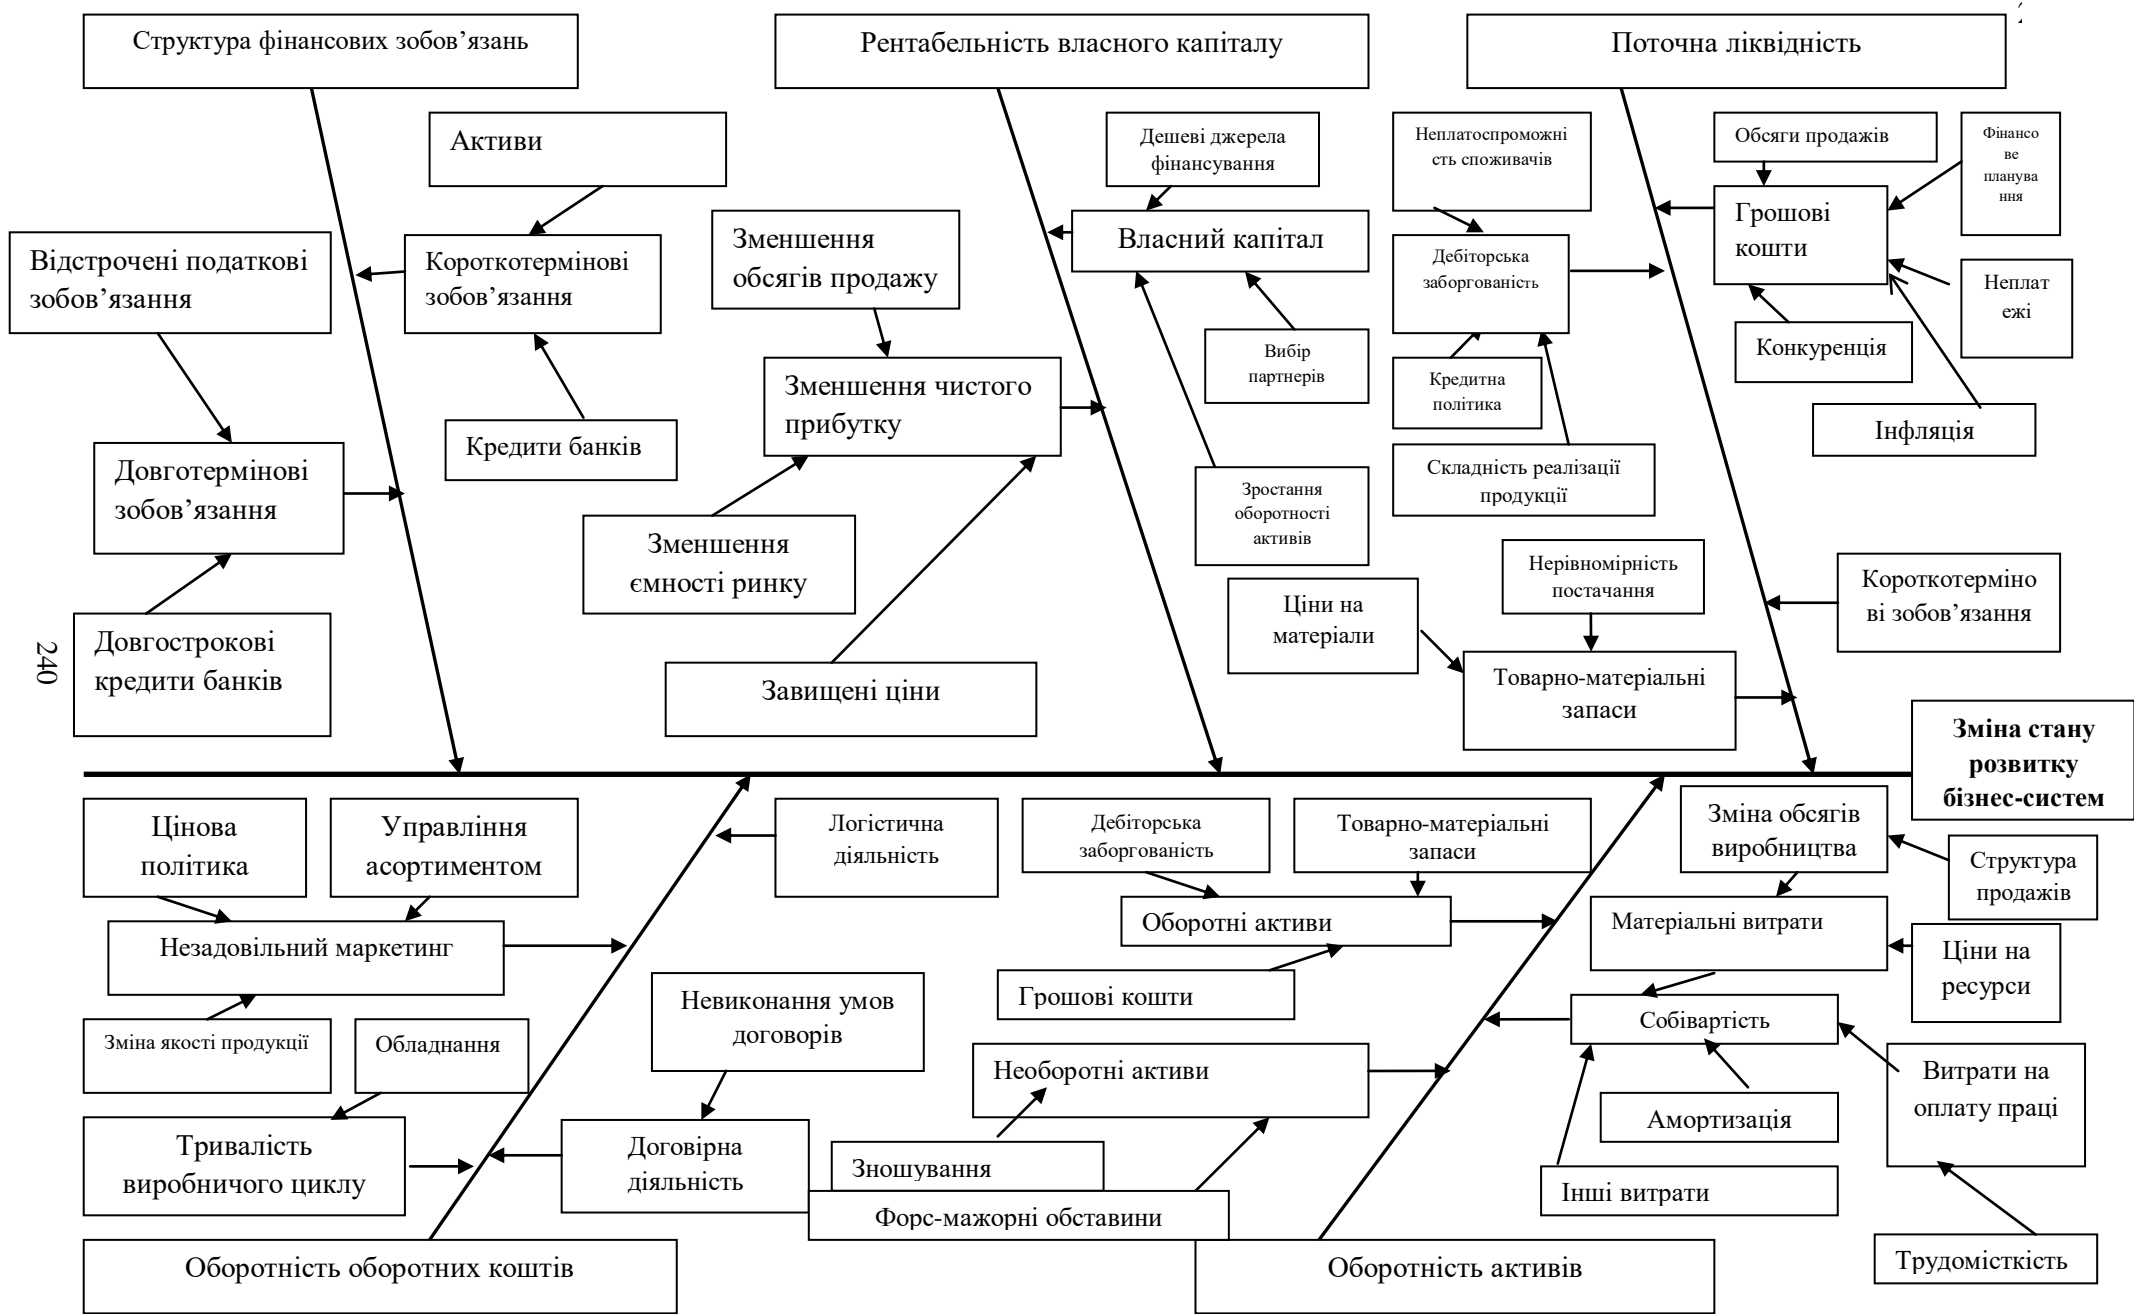 Структура фінансових зобов’язань
Рентабельність власного капіталу
Поточна ліквідність
Активи
Дешеві джерела
фінансування
Неплатоспроможні
сть споживачів
Обсяги продажів
Фінансо
ве
планува
ння
Відстрочені податкові
зобов’язання
Короткотермінові
зобов’язання
Зменшення
обсягів продажу
Власний капітал
Дебіторська
заборгованість
Грошові
кошти
Неплат
ежі
Вибір
партнерів
Конкуренція
Зменшення чистого
прибутку
Кредитна
політика
Інфляція
Кредити банків
Довготермінові
зобов’язання
Складність реалізації
продукції
Зростання
оборотності
активів
Зменшення
ємності ринку
Нерівномірність
постачання
Короткотерміно
ві зобов’язання
Ціни на
матеріали
Довгострокові
кредити банків
240
Завищені ціни
Товарно-матеріальні
запаси
Зміна стану
розвитку
бізнес-систем
Цінова
політика
Управління
асортиментом
Логістична
діяльність
Дебіторська
заборгованість
Товарно-матеріальні
запаси
Зміна обсягів
виробництва
Структура
продажів
Незадовільний маркетинг
Оборотні активи
Матеріальні витрати
Ціни на
ресурси
Грошові кошти
Невиконання умов
договорів
Собівартість
Зміна якості продукції
Обладнання
Необоротні активи
Витрати на
оплату праці
Амортизація
Тривалість
виробничого циклу
Договірна
діяльність
Зношування
Інші витрати
Форс-мажорні обставини
Оборотність оборотних коштів
Оборотність активів
Трудомісткість